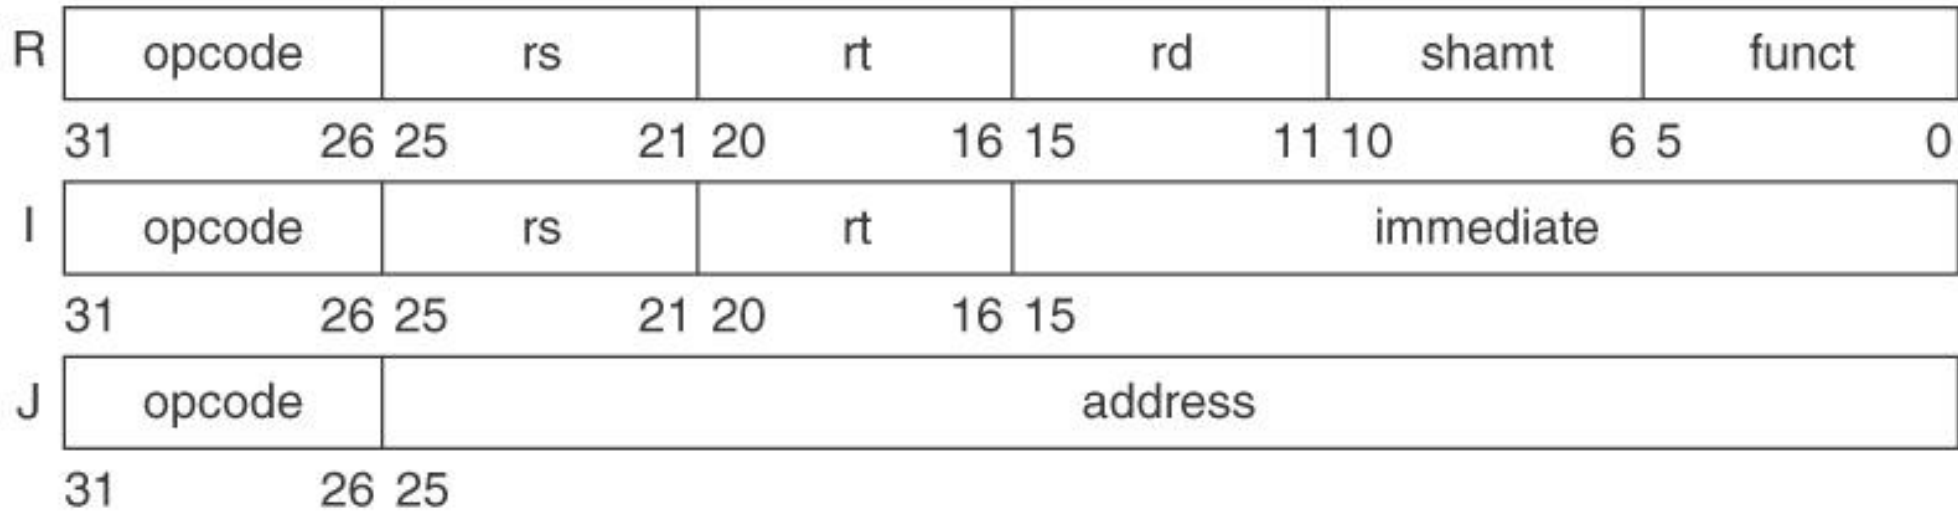 R opcode rs rt rd shamt funct
31 26 25 21 20 16 15 11 10 6 5 0
I opcode rs rt immediate
31 26 25 21 20 16 15
J opcode address
31 26 25